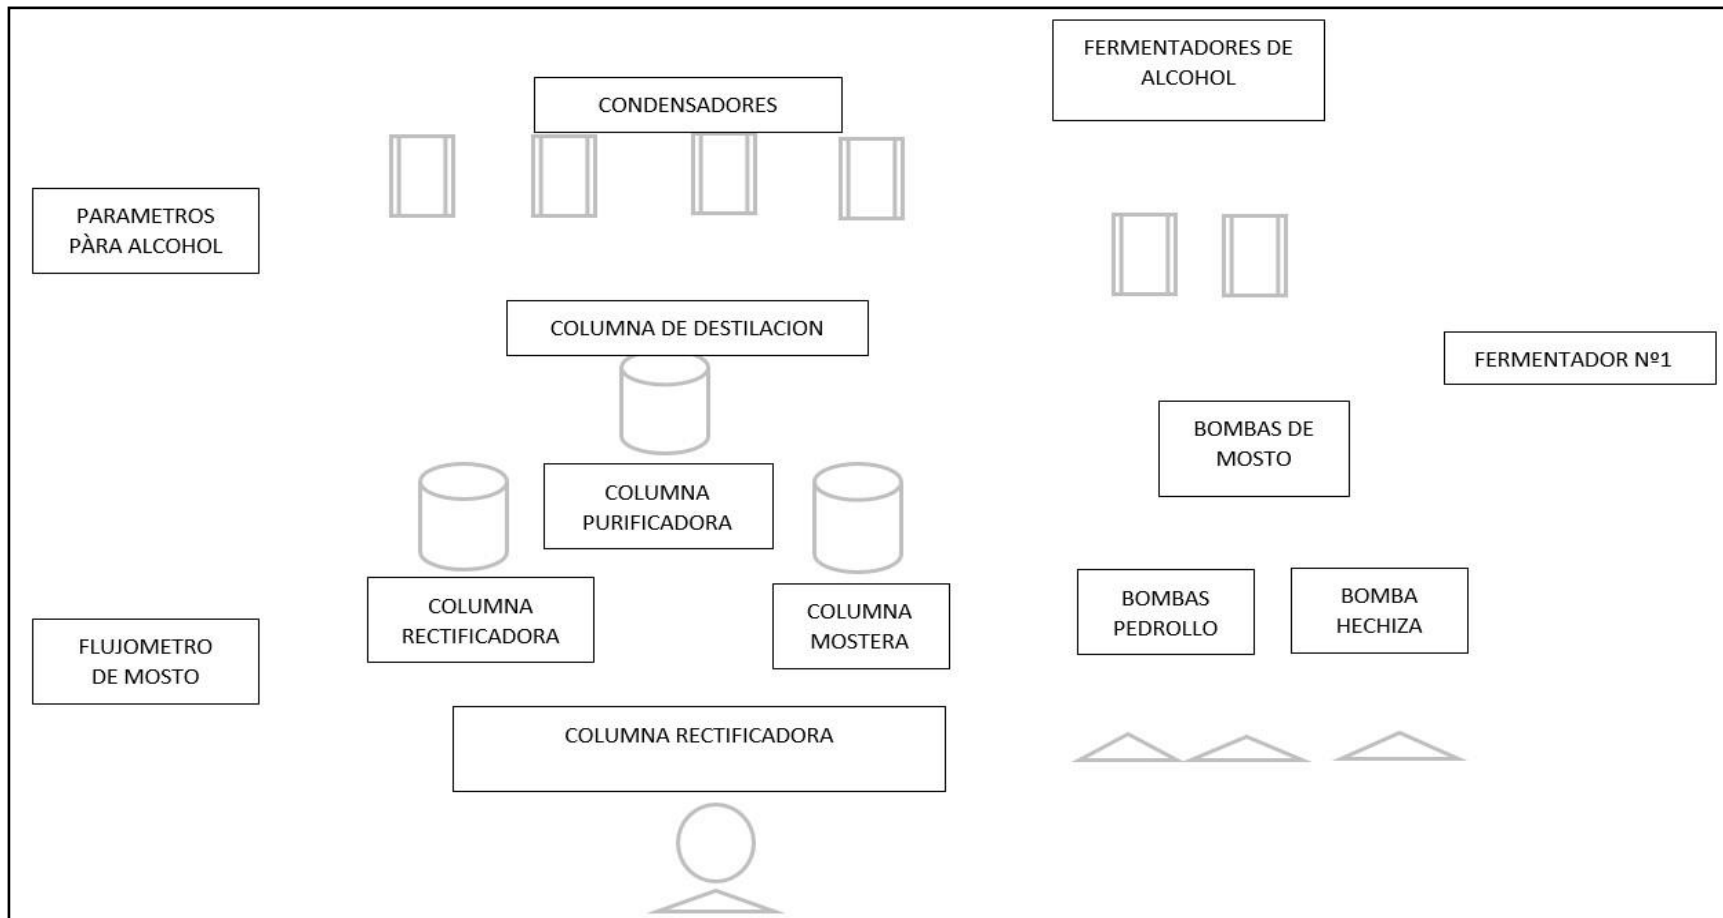 FERMENTADORES DE
ALCOHOL
CONDENSADORES
PARAMETROS
PÀRA ALCOHOL
COLUMNA DE DESTILACION
FERMENTADOR Nº1
BOMBAS DE
MOSTO
COLUMNA
PURIFICADORA
COLUMNA
RECTIFICADORA
COLUMNA
MOSTERA
BOMBAS
PEDROLLO
BOMBA
HECHIZA
FLUJOMETRO
DE MOSTO
COLUMNA RECTIFICADORA